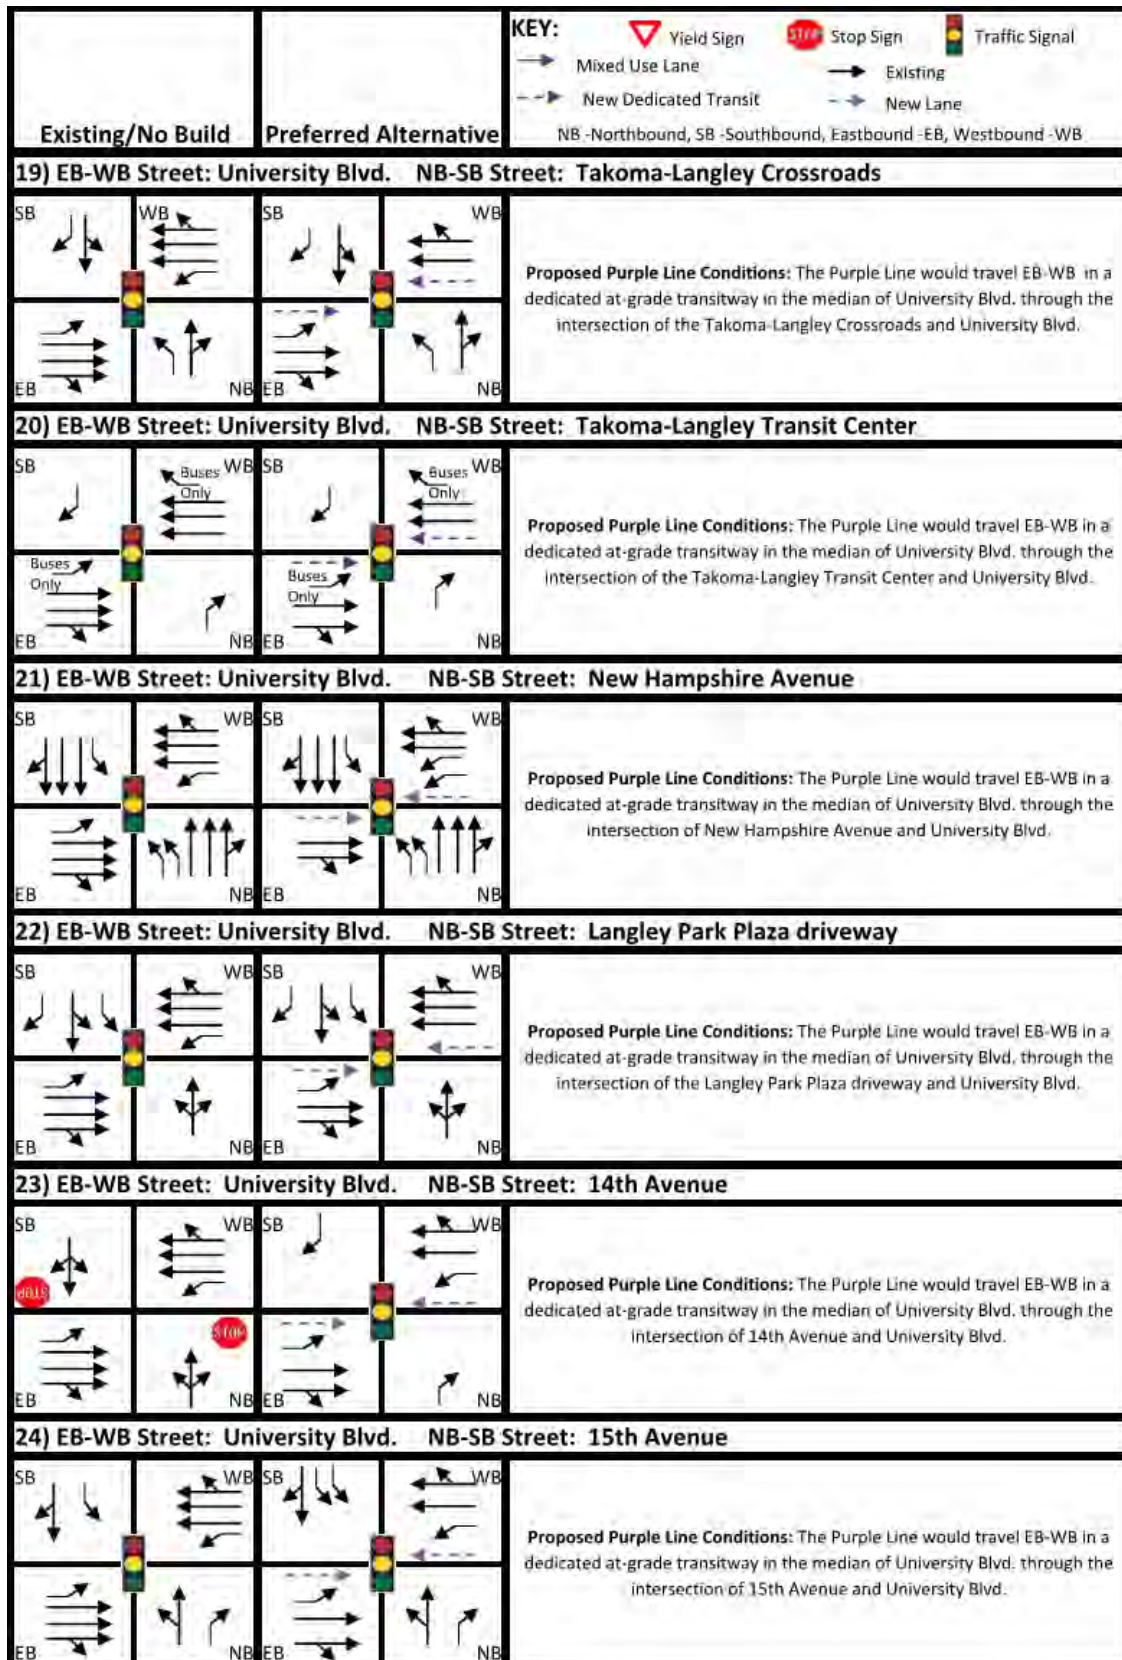 KEY:
Yield Sign
STOP Stop Sign
Traffic Signal
Mixed Use Lane
Existing
New Dedicated Transit
New Lane
NB -Northbound, SB -Southbound, Eastbound -EB, Westbound -WB
Existing/No Build
Preferred Alternative
19) EB-WB Street: University Blvd. NB-SB Street: Takoma-Langley Crossroads
SB WB SB WB
EB NB EB NB
Proposed Purple Line Conditions: The Purple Line would travel EB-WB in a
dedicated at-grade transitway in the median of University Blvd. through the
intersection of the Takoma-Langley Crossroads and University Blvd.
20) EB-WB Street: University Blvd. NB-SB Street: Takoma-Langley Transit Center
SB Buses WB SB Buses WB
Only Only
Buses
Only
Buses
Only
EB NB EB NB
Proposed Purple Line Conditions: The Purple Line would travel EB-WB in a
dedicated at-grade transitway in the median of University Blvd. through the
intersection of the Takoma-Langley Transit Center and University Blvd.
21) EB-WB Street: University Blvd. NB-SB Street: New Hampshire Avenue
SB WB SB WB
EB NB EB NB
Proposed Purple Line Conditions: The Purple Line would travel EB-WB in a
dedicated at-grade transitway in the median of University Blvd. through the
intersection of New Hampshire Avenue and University Blvd.
22) EB-WB Street: University Blvd. NB-SB Street: Langley Park Plaza driveway
SB WB SB WB
EB NB EB NB
Proposed Purple Line Conditions: The Purple Line would travel EB-WB in a
dedicated at-grade transitway in the median of University Blvd. through the
intersection of the Langley Park Plaza driveway and University Blvd.
23) EB-WB Street: University Blvd. NB-SB Street: 14th Avenue
SB WB SB WB
STOP
STOP
EB NB EB NB
Proposed Purple Line Conditions: The Purple Line would travel EB-WB in a
dedicated at-grade transitway in the median of University Blvd. through the
intersection of 14th Avenue and University Blvd.
24) EB-WB Street: University Blvd. NB-SB Street: 15th Avenue
SB WB SB WB
EB NB EB NB
Proposed Purple Line Conditions: The Purple Line would travel EB-WB in a
dedicated at-grade transitway in the median of University Blvd. through the
intersection of 15th Avenue and University Blvd.